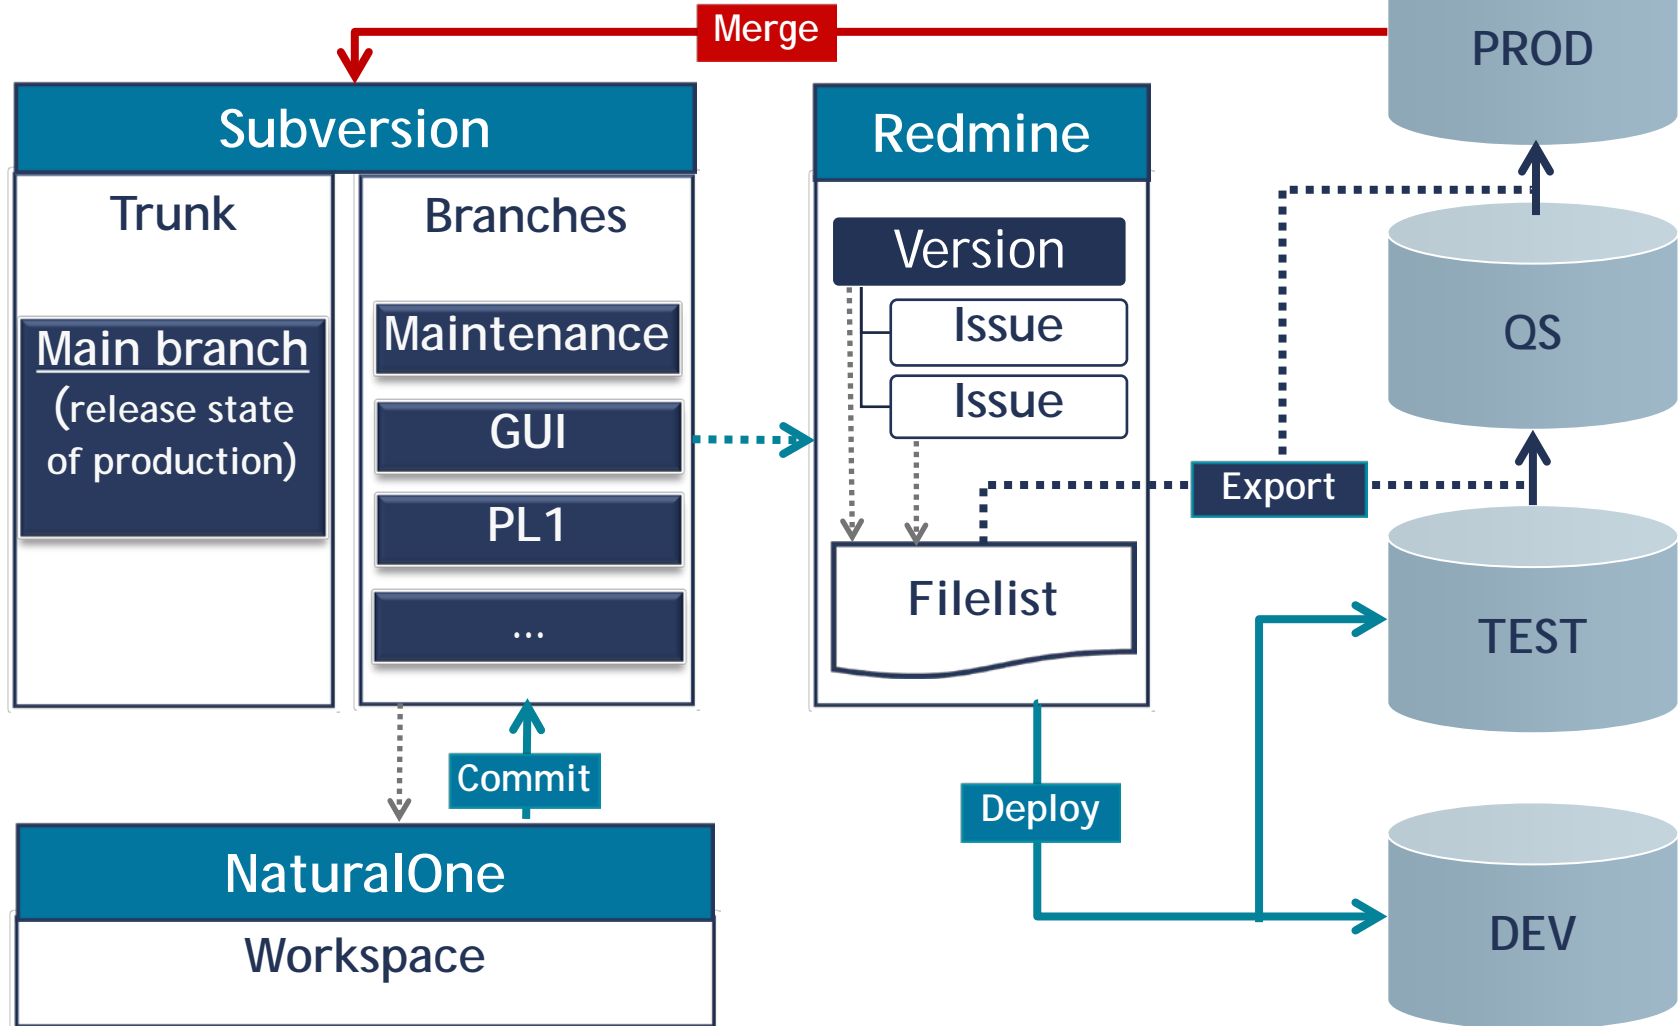 Merge
PROD
Subversion
Redmine
Trunk
Branches
Version
Main branch
(release state
of production)
Maintenance
GUI
PL1
...
Issue
Issue
QS
Export
Filelist
TEST
Commit
Deploy
NaturalOne
Workspace
DEV